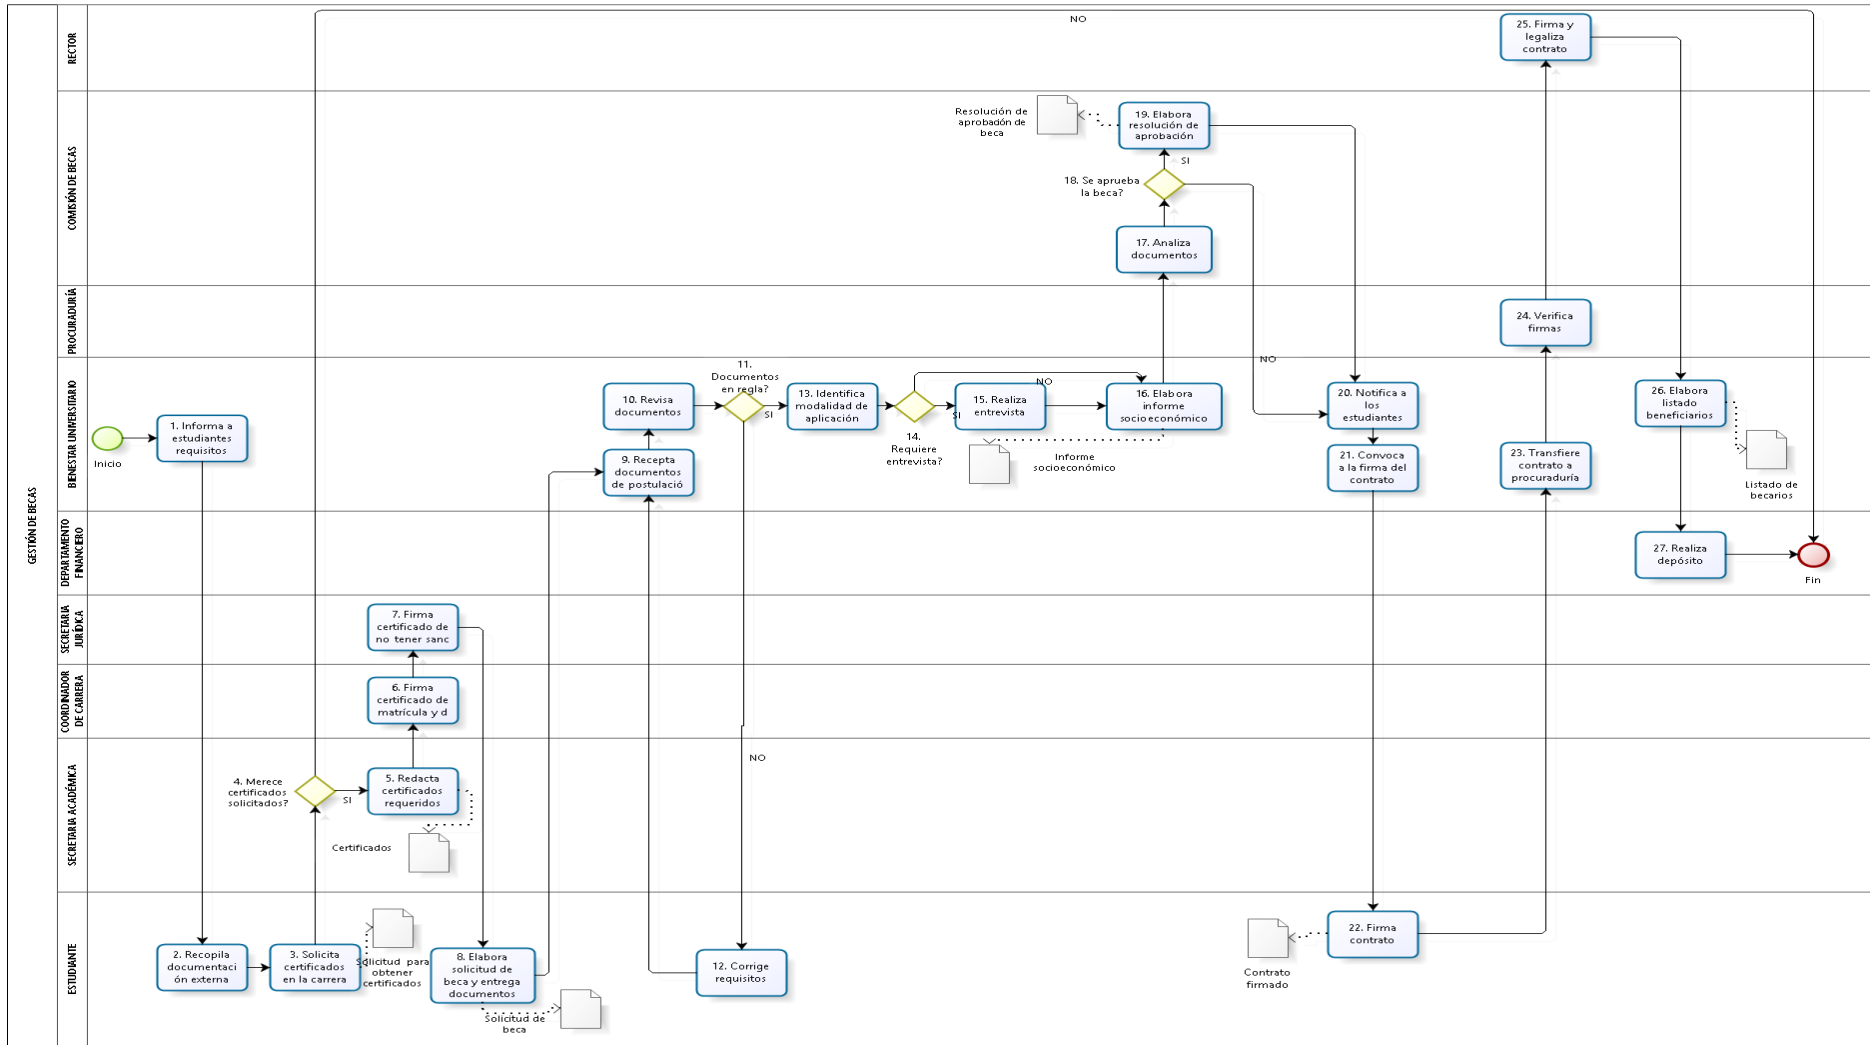 GESTIÓN DE BECAS
RECTOR
NO
25. Firma y
legaliza
contrato
COMISIÓN DE BECAS
Resolución de
aprobación de
beca
19. Elabora
resolución de
aprobación
SI
18. Se aprueba
la beca?
17. Analiza
documentos
PROCURADURÍA
24. Verifica
firmas
NO
BIENESTAR UNIVERSITARIO
Inicio
1. Informa a
estudiantes
requisitos
10. Revisa
documentos
9. Recepta
documentos
de postulació
11.
Documentos
en regla?
SI
13. Identifica
modalidad de
aplicación
14.
Requiere
entrevista?
SI
NO
15. Realiza
entrevista
16. Elabora
informe
socioeconómico
Informe
socioeconómico
20. Notifica a
los
estudiantes
21. Convoca
a la firma del
contrato
23. Transfiere
contrato a
procuraduría
26. Elabora
listado
beneficiarios
Listado de
becarios
DEPARTAMENTO
FINANCIERO
27. Realiza
depósito
Fin
SECRETARIA
JURÍDICA
7. Firma
certificado de
no tener sanc
COORDINADOR
DE CARRERA
6. Firma
certificado de
matrícula y d
SECRETARIA ACADÉMICA
4. Merece
certificados
solicitados?
SI
5. Redacta
certificados
requeridos
Certificados
NO
ESTUDIANTE
2. Recopila
documentaci
ón externa
3. Solicita
certificados
en la carrera
Solicitud para
obtener
certificados
8. Elabora
solicitud de
beca y entrega
documentos
Solicitud de
beca
12. Corrige
requisitos
22. Firma
contrato
Contrato
firmado